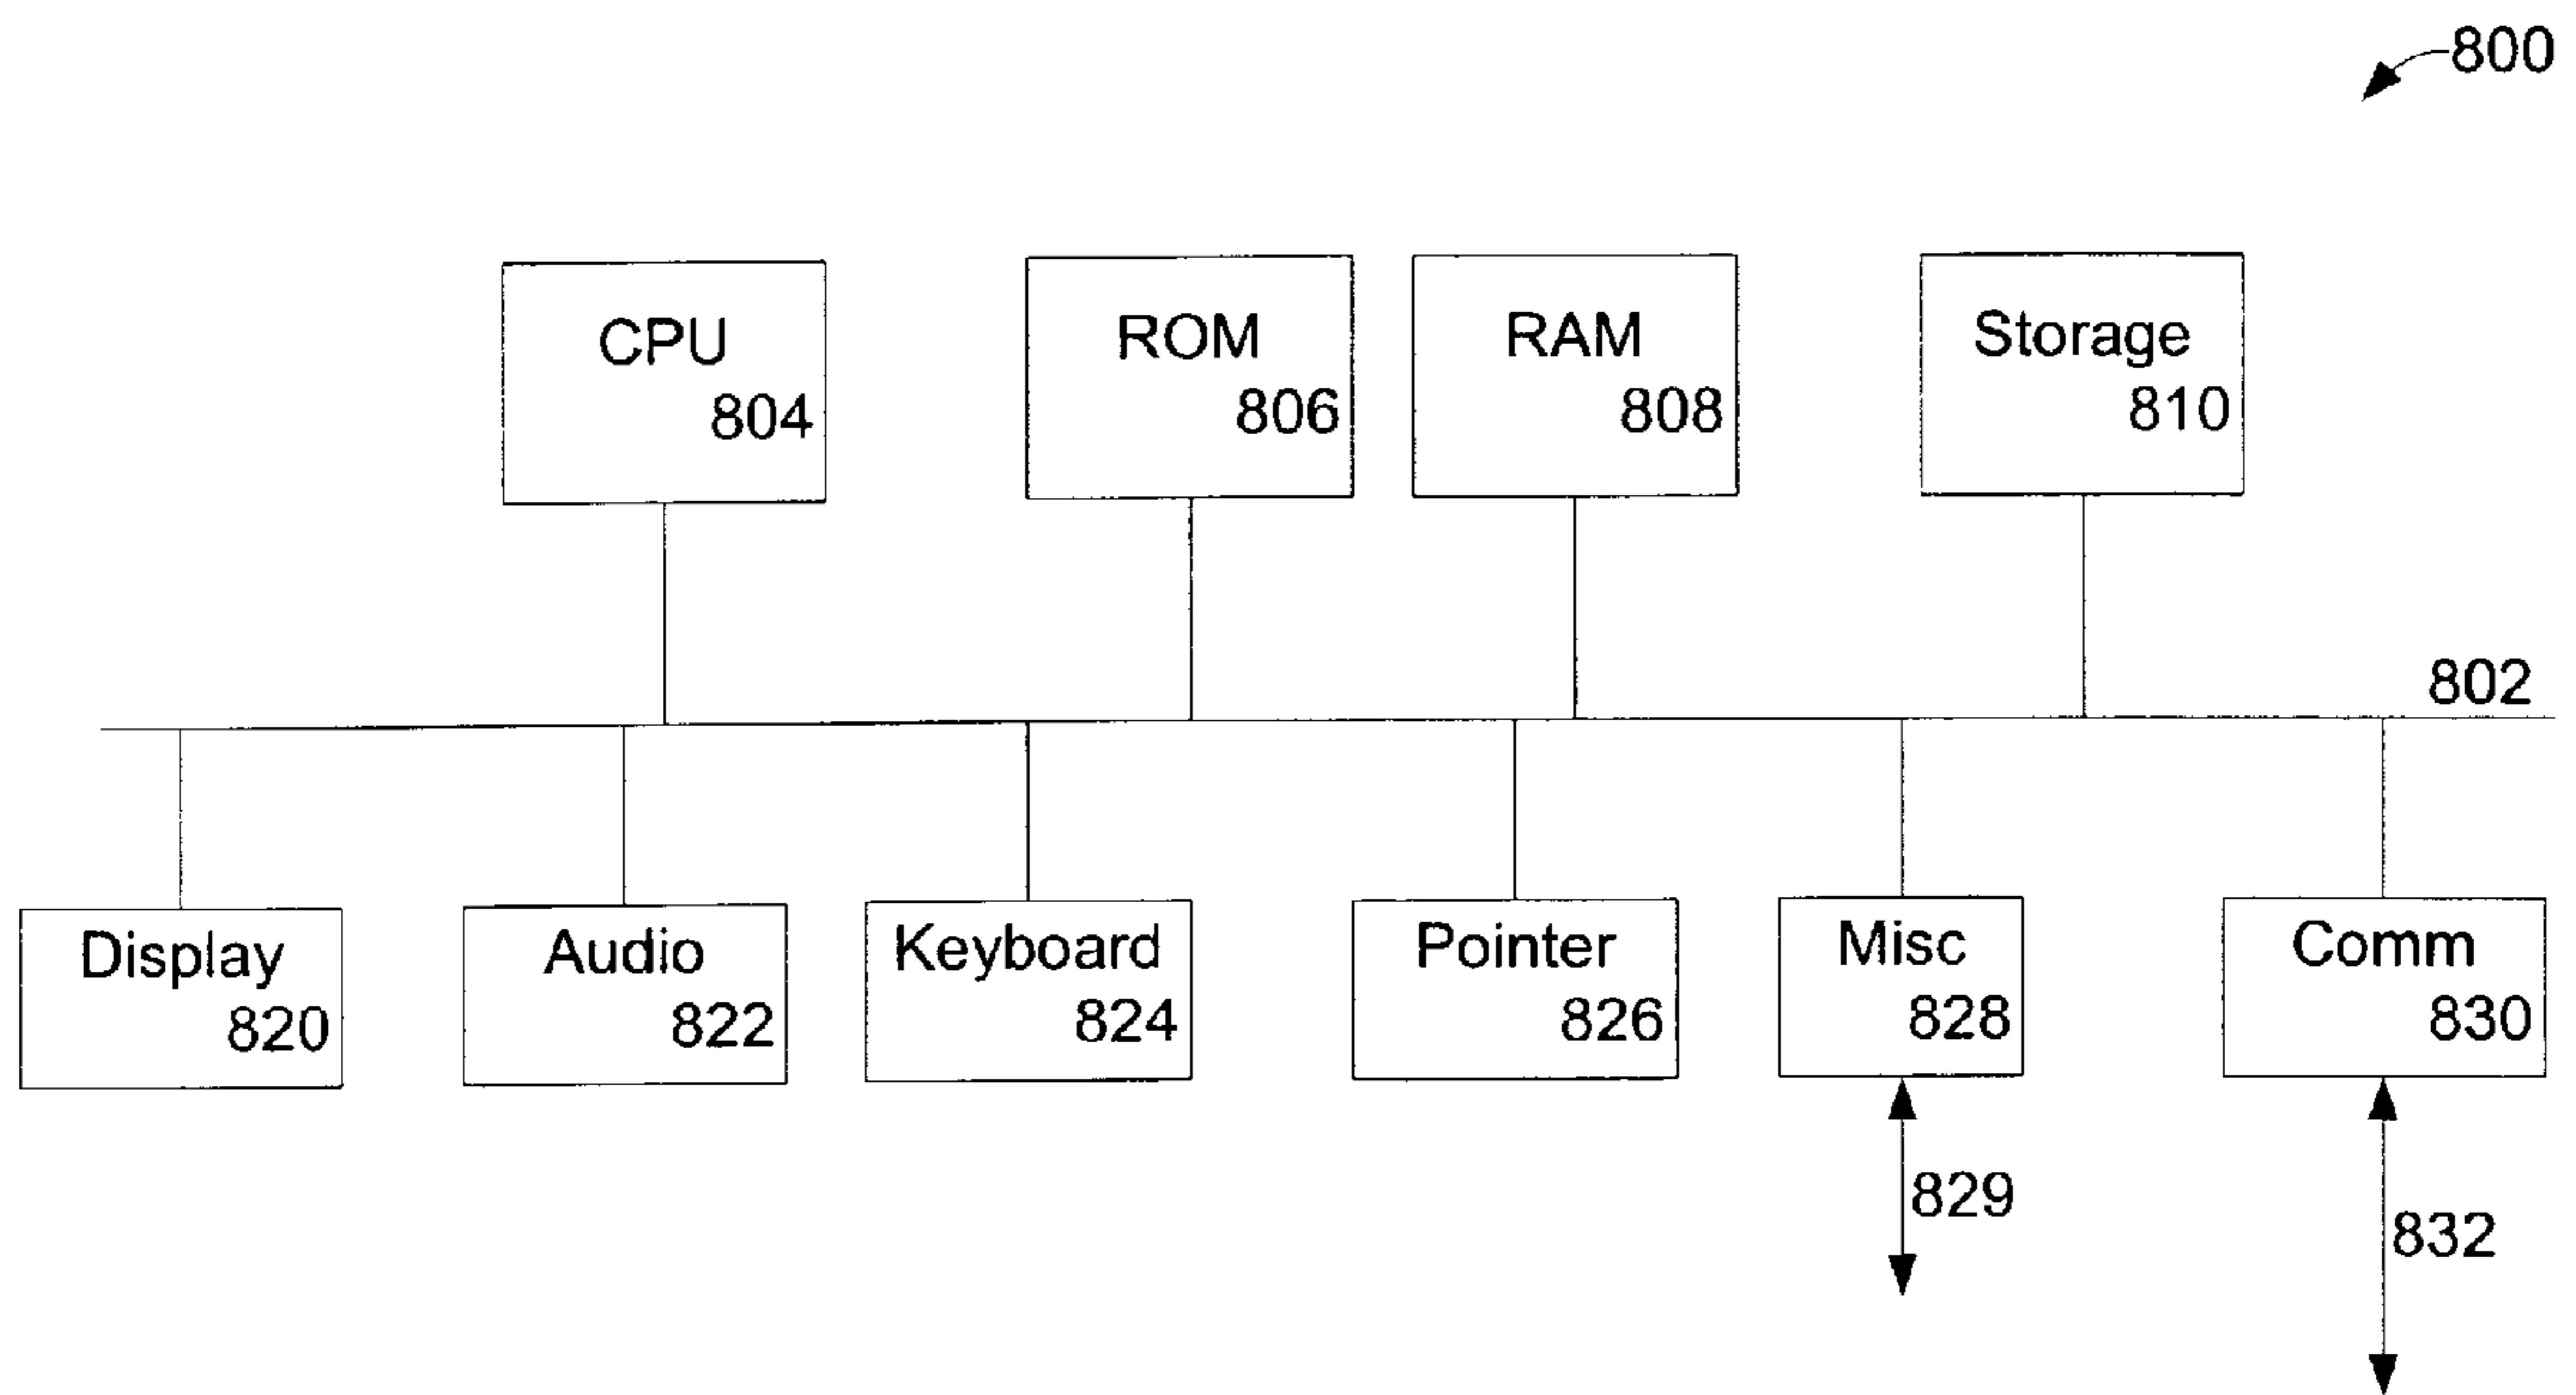 800
CPU
804
ROM
806
RAM
808
Storage
810
802
Display
820
Audio
822
Keyboard
824
Pointer
826
Misc
828
Comm
830
829
832